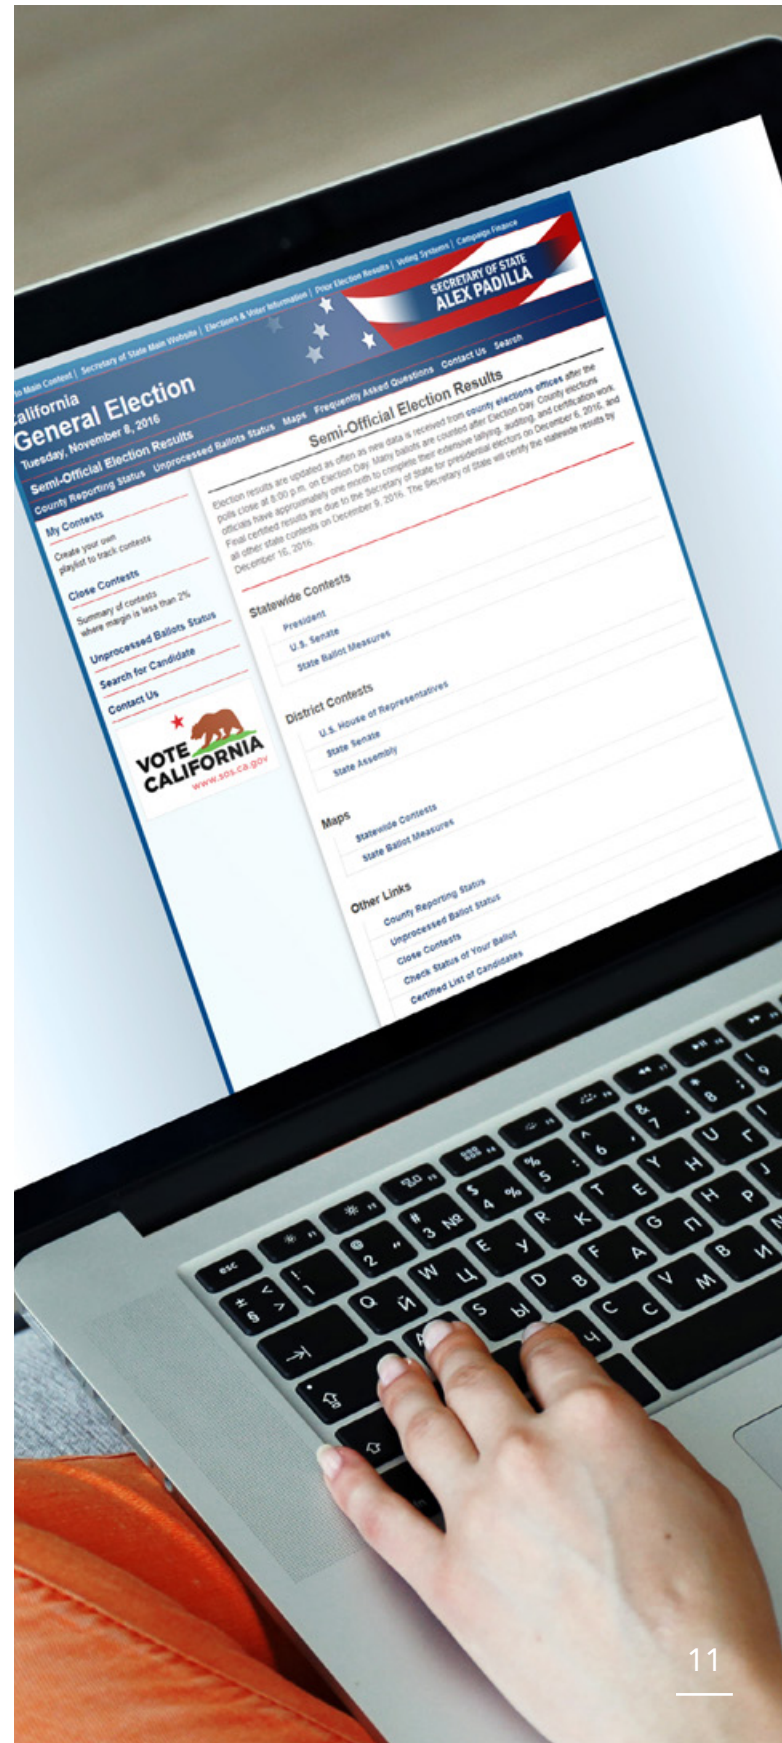 to Main Content | Secretary of State Main Website | Elections & Voter Information | Prior Election Results | Voting Systems | Campaign Finance
SECRETARY OF STATE
ALEX PADILLA
California
General Election
Tuesday, November 8, 2016
Semi-Official Election Results
County Reporting Status Unprocessed Ballots Status Maps Frequently Asked Questions Contact Us Search
My Contests
Create your own
playlist to track contests
Close Contests
Summary of contests
where margin is less than 2%
Unprocessed Ballots Status
Search for Candidate
Contact Us
VOTE
CALIFORNIA
www.sos.ca.gov
Semi-Official Election Results
Election results are updated as often as new data is received from county elections offices after the
polls close at 8:00 p.m. on Election Day. Many ballots are counted after Election Day. County elections
officials have approximately one month to complete their extensive tallying, auditing, and certification work.
Final certified results are due to the Secretary of State for presidential electors on December 6, 2016, and
all other state contests on December 9, 2016. The Secretary of State will certify the statewide results by
December 16, 2016.
Statewide Contests
President
U.S. Senate
State Ballot Measures
District Contests
U.S. House of Representatives
State Senate
State Assembly
Maps
Statewide Contests
State Ballot Measures
Other Links
County Reporting Status
Unprocessed Ballot Status
Close Contests
Check Status of Your Ballot
Certified List of Candidates
esc
± § < > ! 1 @ 2 " # 3 № $ 4 % % 5 : ^ 6 , & 7 . * 8 ;
Q Й W Ц E У R К T Е Y Н U Г
A S Ы D В F А G П H Р J
Ч C С V М B И
11